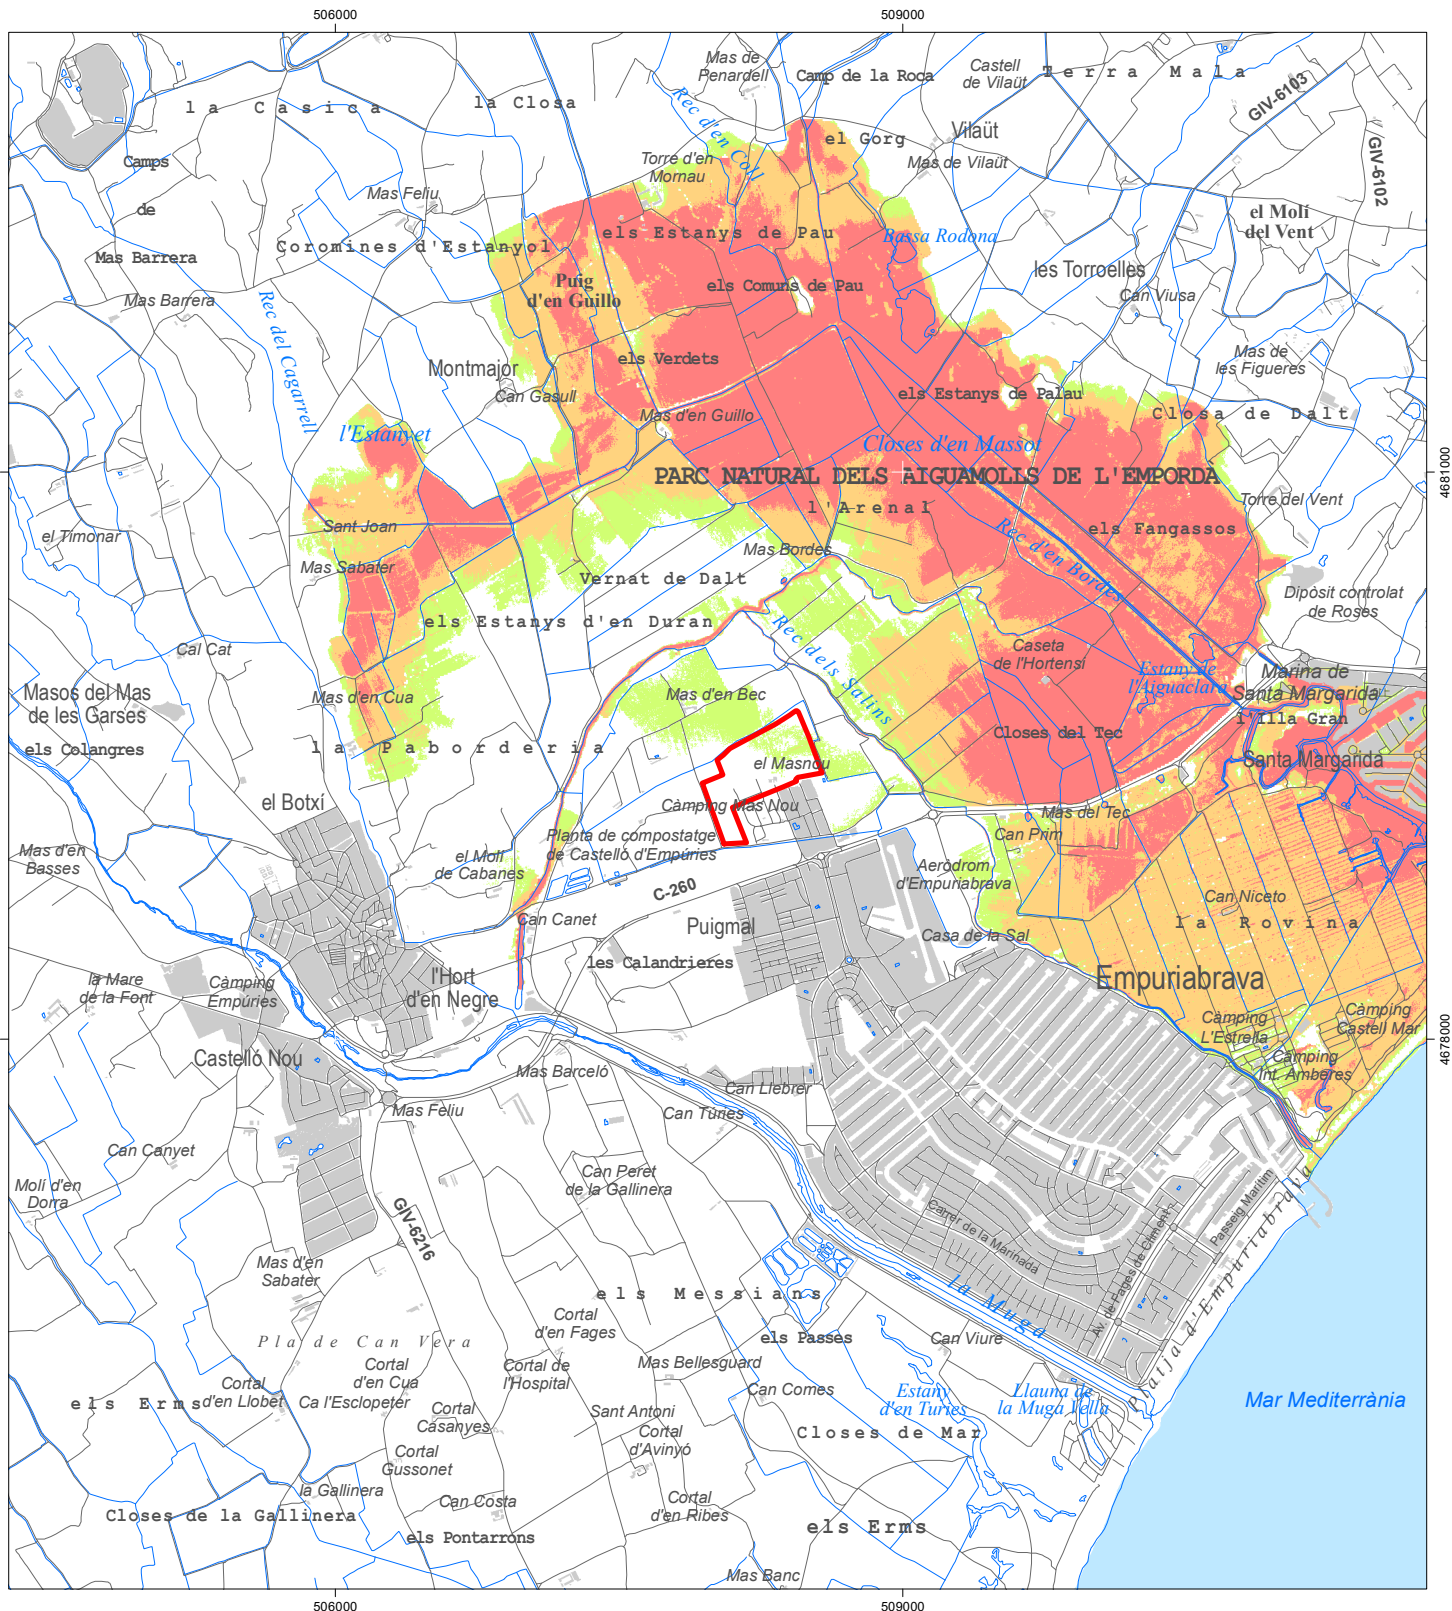 506000
509000
Mas de
Penardell
Camp de la Roca
Castell
de Vilaüt
Terra Mala
GIV-6103
la Casica
la Closa
Rec d'en Coll
el Gorg
Vilaüt
GIV-6102
Camps
de
Mas Barrera
Torre d'en
Mornau
Mas de Vilaüt
Mas Feliu
el Molí
del Vent
Coromines d'Estanyol
els Estanys de Pau
Bassa Rodona
Puig
d'en Guillo
els Comuns de Pau
les Torroelles
Can Viusa
Mas Barrera
Rec del Cagarrell
els Verdets
Mas de
les Figueres
Montmajor
Can Gasull
els Estanys de Palau
Mas d'en Guillo
Closa de Dalt
l'Estanyet
Closes d'en Massot
PARC NATURAL DELS AIGUAMOLLS DE L'EMPORDÀ
4681000
l'Arenal
Torre del Vent
Sant Joan
els Fangassos
el Timonar
Rec d'en Bordes
Mas Bordes
Mas Sabater
Vernat de Dalt
Dipòsit controlat
de Roses
els Estanys d'en Duran
Rec dels Salins
Caseta
de l'Hortensi
Cal Cat
Estany de
l'Aiguaclara
Marina de
Santa Margarida
Masos del Mas
de les Garses
Mas d'en Cua
Mas d'en Bec
l'Illa Gran
els Colangres
la Paborderia
Closes del Tec
Santa Margarida
el Masnou
el Botxí
Càmping Mas Nou
Mas del Tec
Can Prim
Planta de compostatge
de Castelló d'Empúries
Mas d'en
Basses
el Molí
de Cabanes
Aeròdrom
d'Empuriabrava
C-260
Can Niceto
Can Canet
Puigmal
la Rovina
Casa de la Sal
les Calandrieres
Empuriabrava
la Mare
de la Font
Càmping
Empúries
l'Hort
d'en Negre
Càmping
L'Estrella
Càmping
Castell Mar
4678000
Castelló Nou
Càmping
Int. Amberes
Mas Barceló
Can Llebrer
Mas Feliu
Can Túries
Can Canyet
Can Peret
de la Gallinera
Molí d'en
Dorra
GIV-6216
Carrer de la Marinada
Av. de Fages de Climent
Passeig Marítim
Platja d'Empuriabrava
Mas d'en
Sabater
els Messians
la Muga
Cortal
d'en Fages
Pla de Can Vera
els Passes
Can Viure
Cortal
d'en Cua
Cortal de
l'Hospital
Mas Bellesguard
Cortal
d'en Llobet
Ca l'Esclopeter
Can Comes
Estany
d'en Turies
Llauna de
la Muga Vella
Mar Mediterrània
els Erms
Cortal
Casanyes
Sant Antoni
Cortal
d'Avinyó
Closes de Mar
Cortal
Gussonet
la Gallinera
Can Costa
Cortal
d'en Ribes
Closes de la Gallinera
els Pontarrons
els Erms
Mas Banc
506000
509000